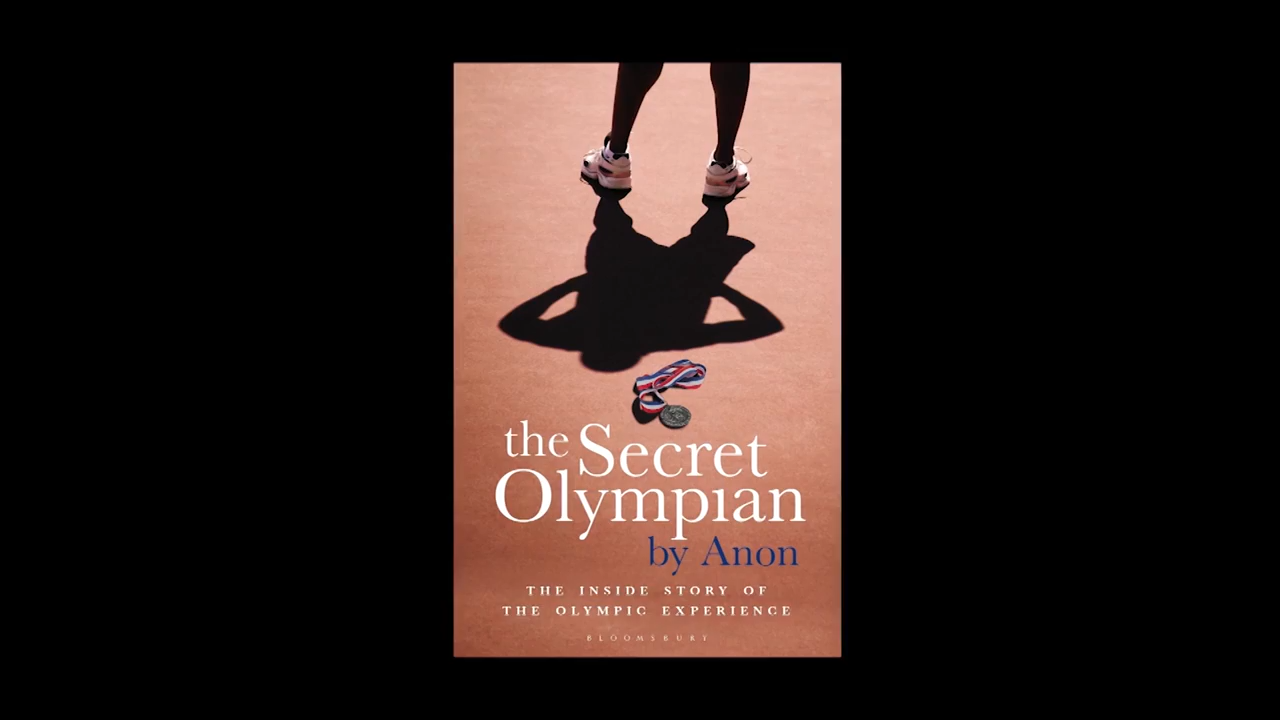 the Secret
Olympian
by Anon
THE INSIDE STORY OF
THE OLYMPIC EXPERIENCE
BLOOMSBURY